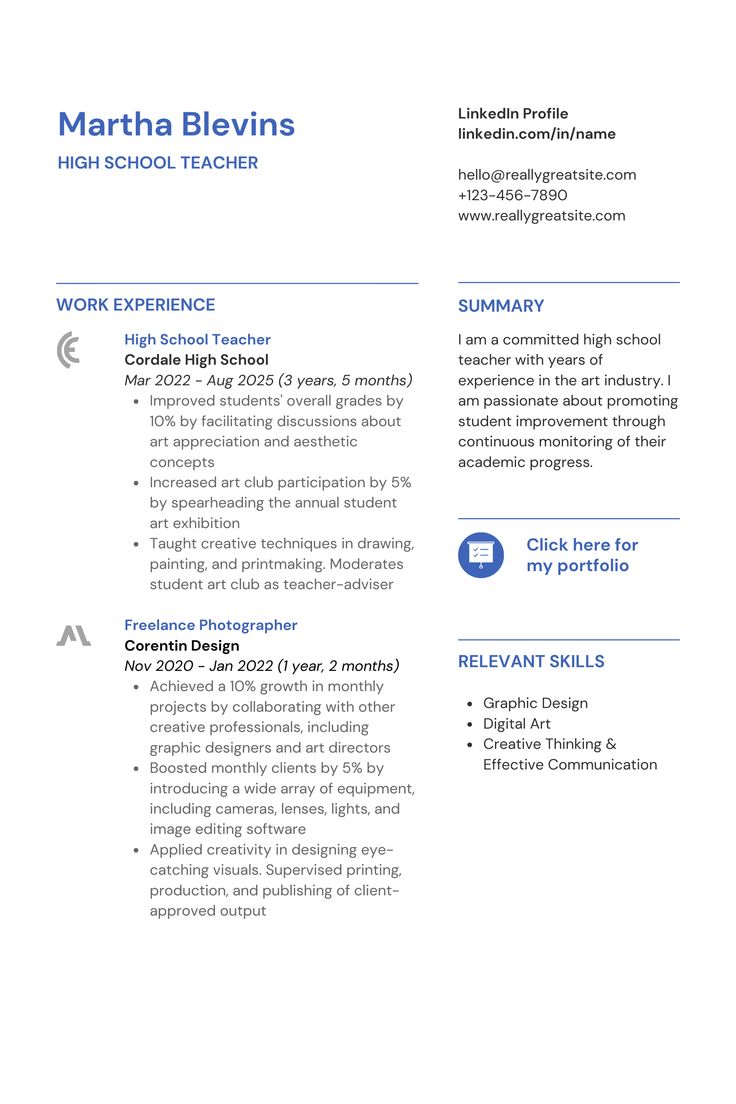 Martha Blevins
HIGH SCHOOL TEACHER
LinkedIn Profile
linkedin.com/in/name
hello@reallygreatsite.com
+123-456-7890
www.reallygreatsite.com
WORK EXPERIENCE
High School Teacher
Cordale High School
Mar 2022 - Aug 2025 (3 years, 5 months)
• Improved students' overall grades by
10% by facilitating discussions about
art appreciation and aesthetic
concepts
• Increased art club participation by 5%
by spearheading the annual student
art exhibition
• Taught creative techniques in drawing,
painting, and printmaking. Moderates
student art club as teacher-adviser
Freelance Photographer
Corentin Design
Nov 2020 - Jan 2022 (1 year, 2 months)
• Achieved a 10% growth in monthly
projects by collaborating with other
creative professionals, including
graphic designers and art directors
• Boosted monthly clients by 5% by
introducing a wide array of equipment,
including cameras, lenses, lights, and
image editing software
• Applied creativity in designing eye-
catching visuals. Supervised printing,
production, and publishing of client-
approved output
SUMMARY
I am a committed high school
teacher with years of
experience in the art industry. I
am passionate about promoting
student improvement through
continuous monitoring of their
academic progress.
Click here for
my portfolio
RELEVANT SKILLS
• Graphic Design
• Digital Art
• Creative Thinking &
Effective Communication